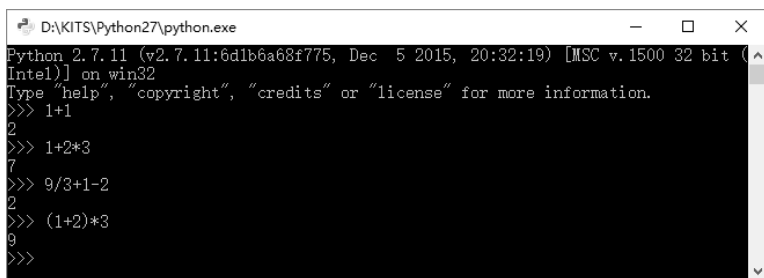 D:\KITS\Python27\python.exe
Python 2.7.11 (v2.7.11:6d1b6a68f775, Dec  5 2015, 20:32:19) [MSC v.1500 32 bit (
Intel)] on win32
Type "help", "copyright", "credits" or "license" for more information.
>>> 1+1
2
>>> 1+2*3
7
>>> 9/3+1-2
2
>>> (1+2)*3
9
>>>